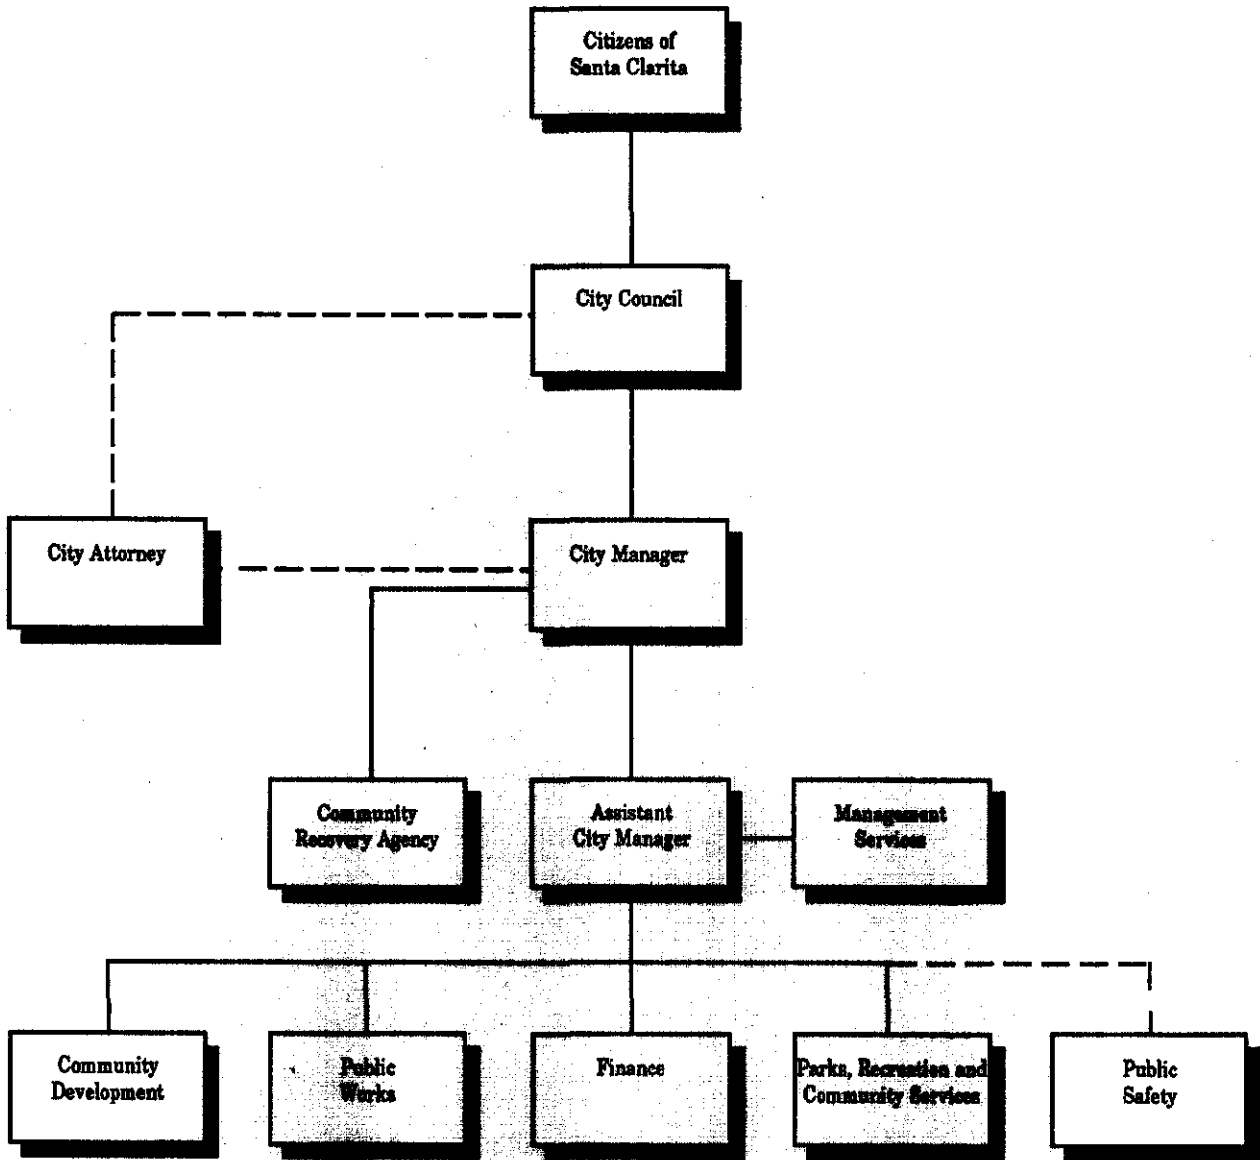 Citizens of
Santa Clarita
City Council
City Attorney
City Manager
Community
Recovery Agency
Assistant
City Manager
Management
Services
Community
Development
Public
Works
Finance
Parks, Recreation and
Community Services
Public
Safety